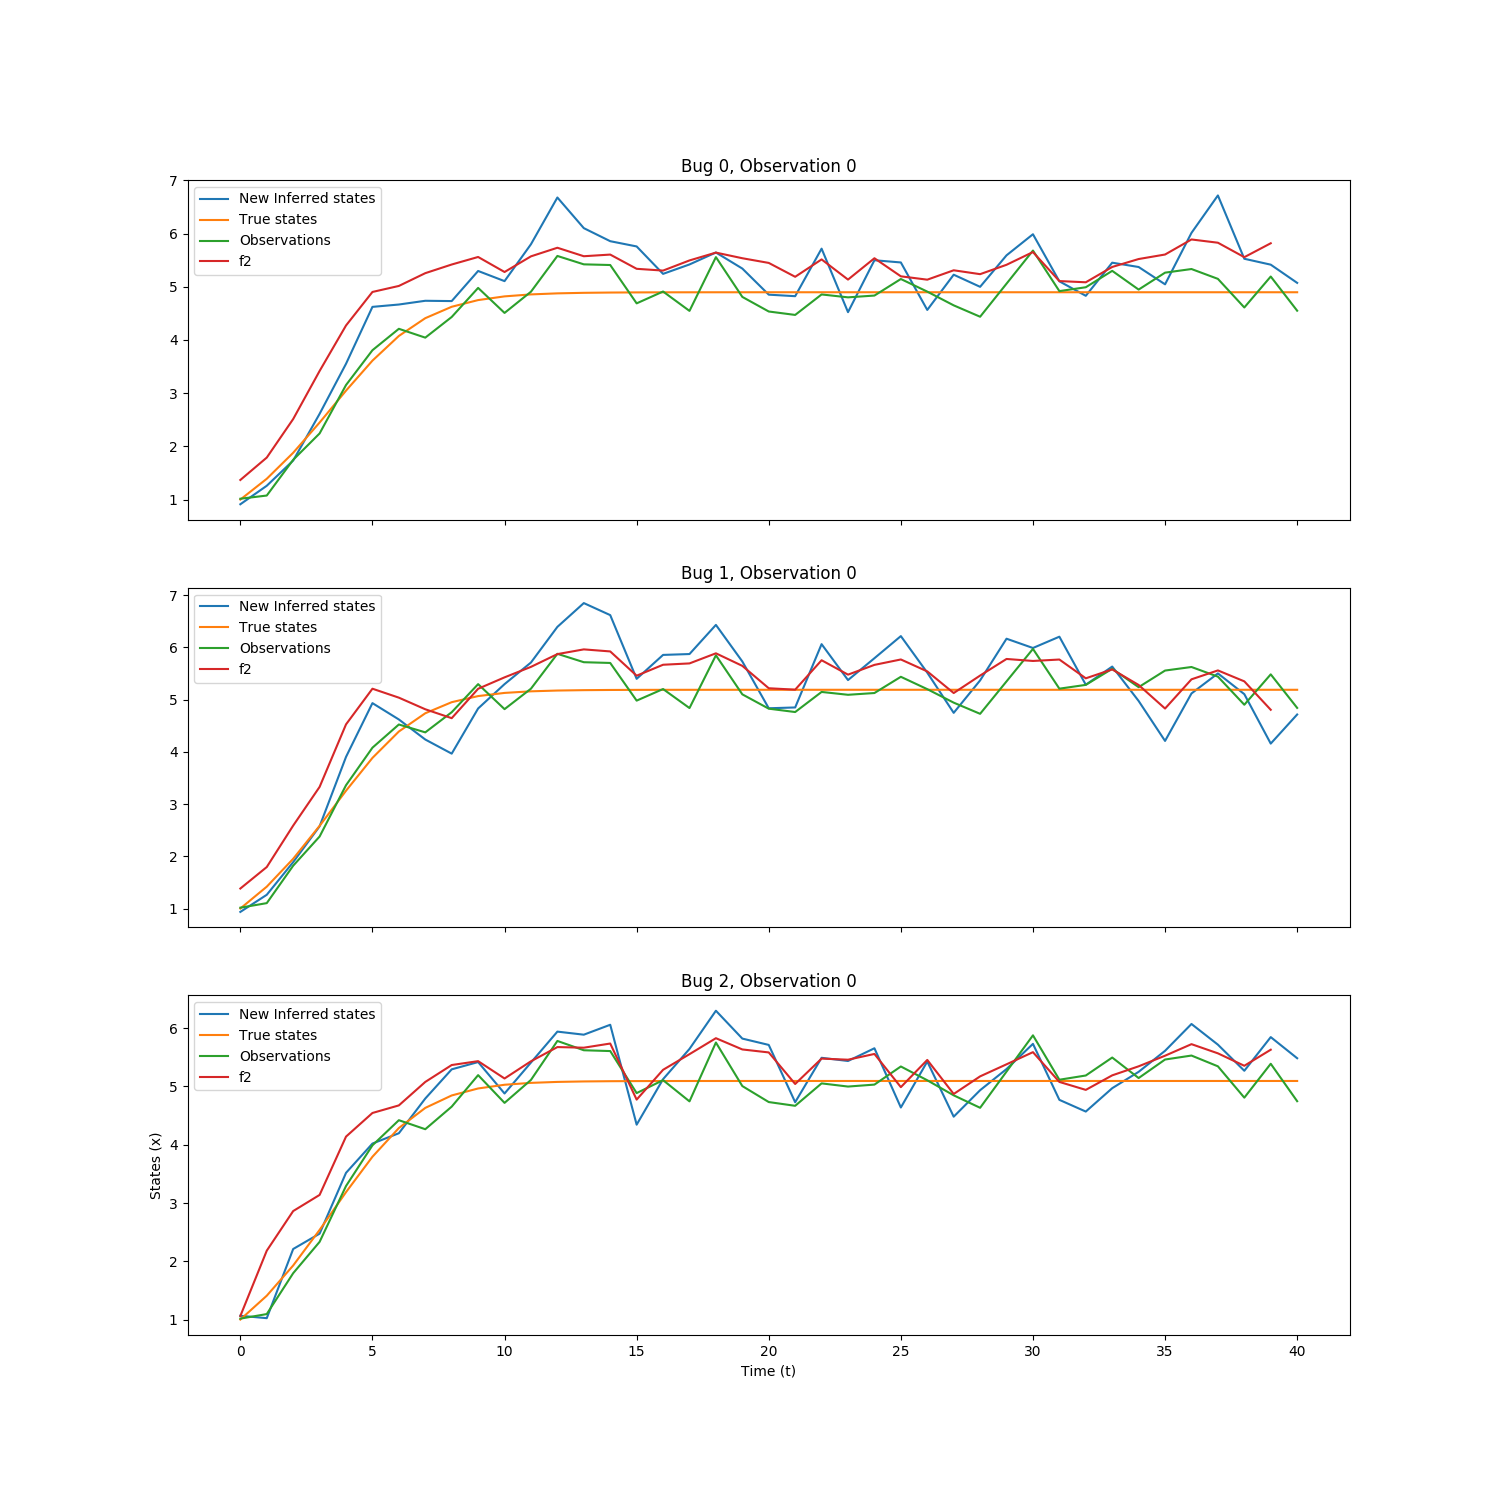 Bug 0, Observation 0
7
6
5
4
3
2
1
New Inferred states
True states
Observations
f2
Bug 1, Observation 0
7
6
5
4
3
2
1
New Inferred states
True states
Observations
f2
Bug 2, Observation 0
6
5
4
3
2
1
New Inferred states
True states
Observations
f2
States (x)
0 5 10 15 20 25 30 35 40
Time (t)